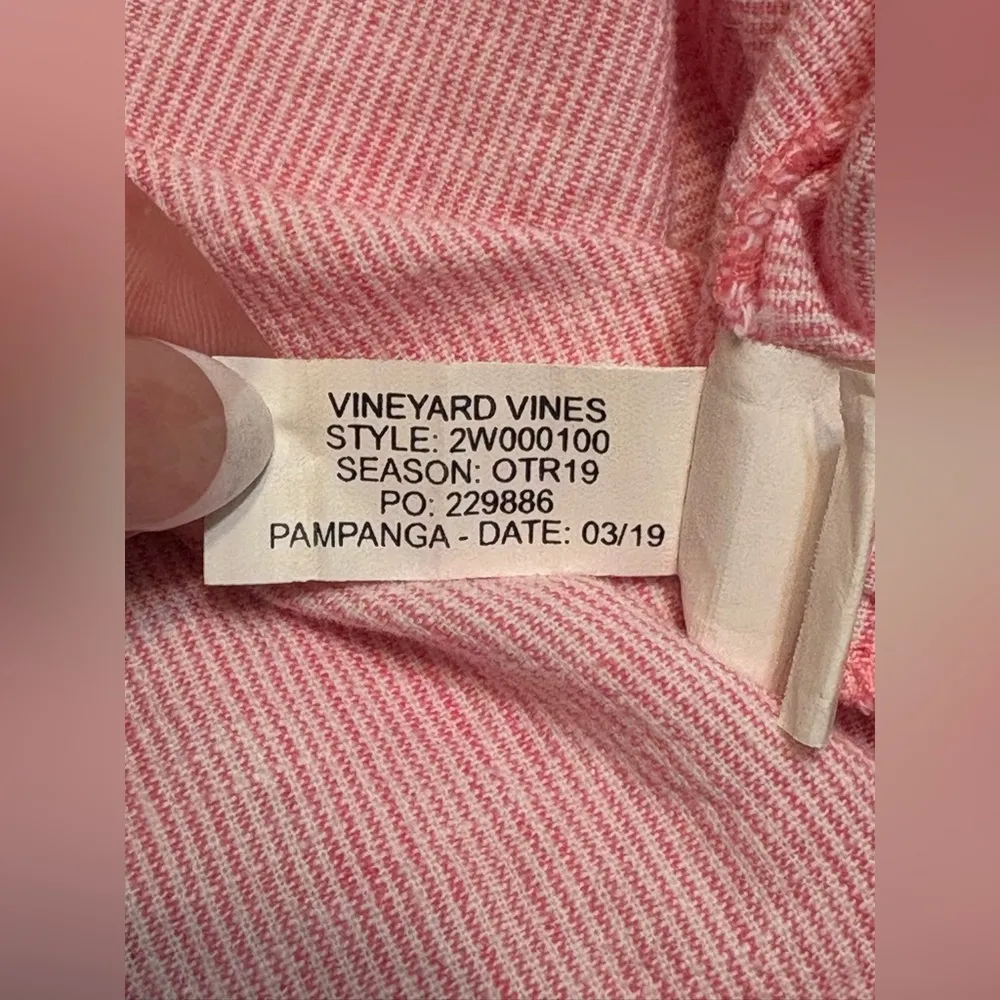 VINEYARD VINES
STYLE: 2W000100
SEASON: OTR19
PO: 229886
PAMPANGA - DATE: 03/19